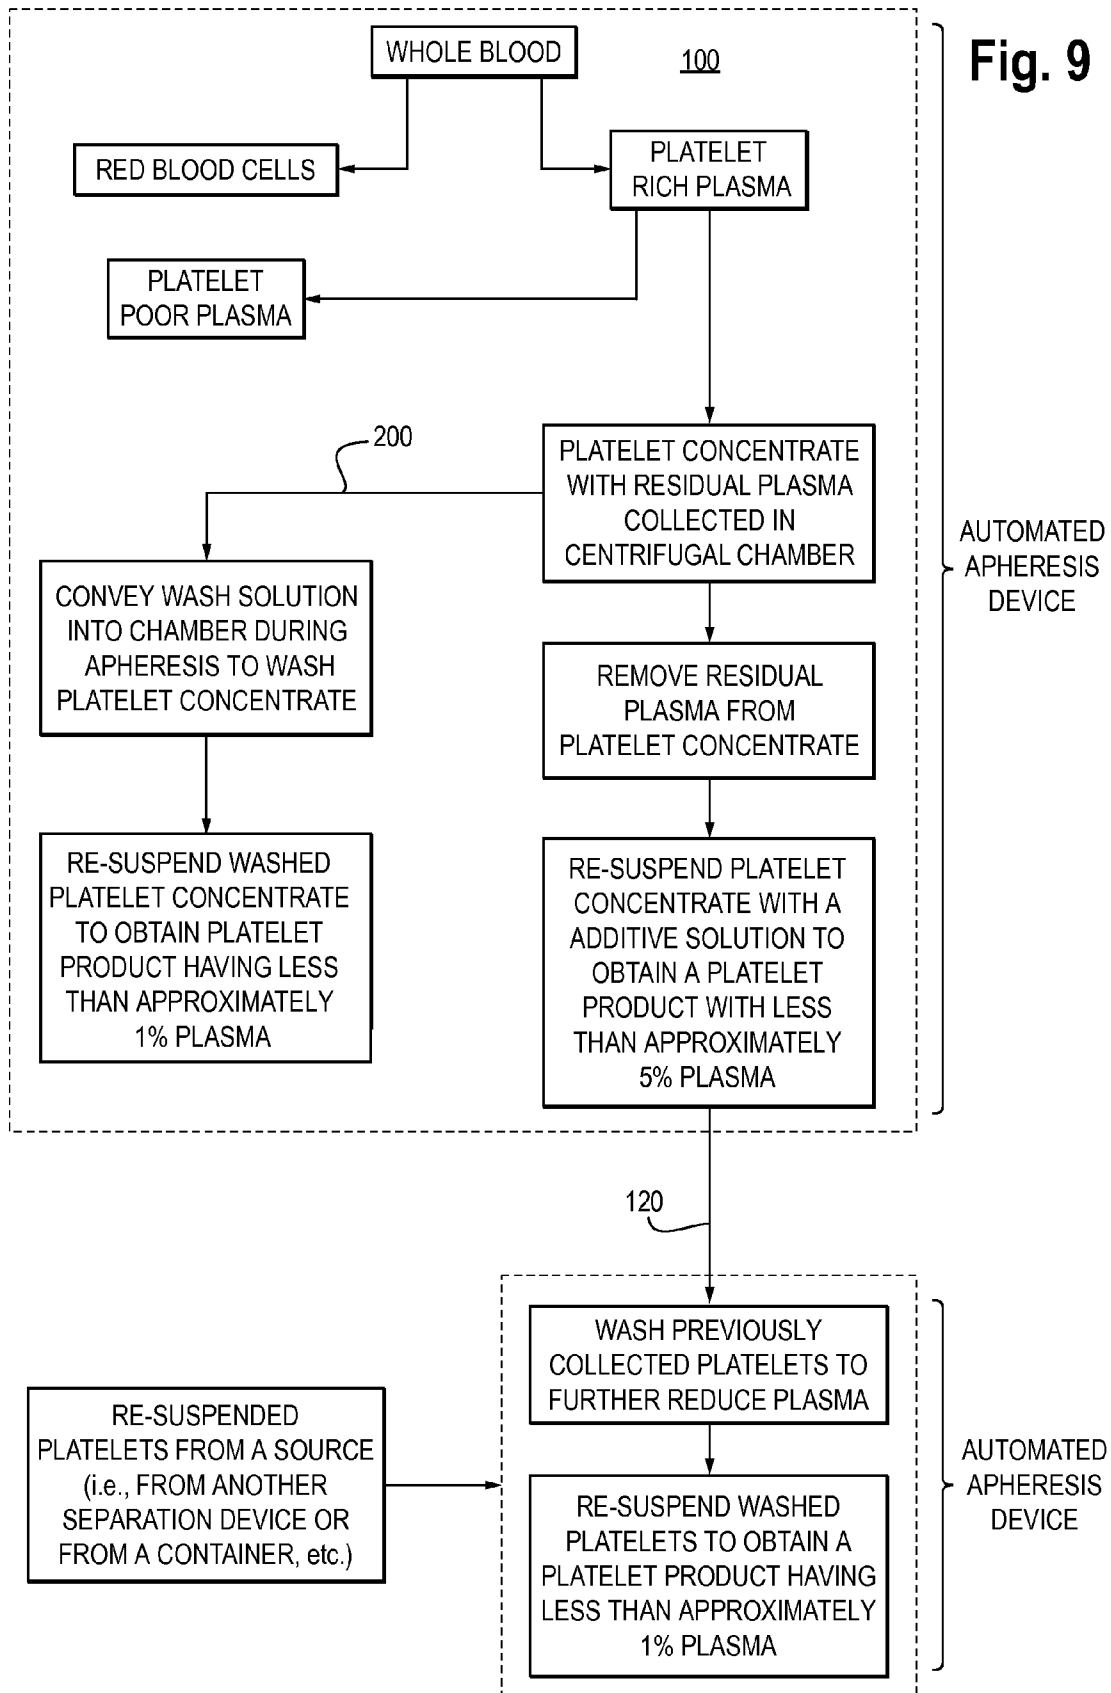 Fig. 9
WHOLE BLOOD
100
RED BLOOD CELLS
PLATELET
RICH PLASMA
PLATELET
POOR PLASMA
200
PLATELET CONCENTRATE
WITH RESIDUAL PLASMA
COLLECTED IN
CENTRIFUGAL CHAMBER
AUTOMATED
APHERESIS
DEVICE
CONVEY WASH SOLUTION
INTO CHAMBER DURING
APHERESIS TO WASH
PLATELET CONCENTRATE
REMOVE RESIDUAL
PLASMA FROM
PLATELET CONCENTRATE
RE-SUSPEND WASHED
PLATELET CONCENTRATE
TO OBTAIN PLATELET
PRODUCT HAVING LESS
THAN APPROXIMATELY
1% PLASMA
RE-SUSPEND PLATELET
CONCENTRATE WITH A
ADDITIVE SOLUTION TO
OBTAIN A PLATELET
PRODUCT WITH LESS
THAN APPROXIMATELY
5% PLASMA
120
WASH PREVIOUSLY
COLLECTED PLATELETS TO
FURTHER REDUCE PLASMA
RE-SUSPENDED
PLATELETS FROM A SOURCE
(i.e., FROM ANOTHER
SEPARATION DEVICE OR
FROM A CONTAINER, etc.)
RE-SUSPEND WASHED
PLATELETS TO OBTAIN A
PLATELET PRODUCT HAVING
LESS THAN APPROXIMATELY
1% PLASMA
AUTOMATED
APHERESIS
DEVICE